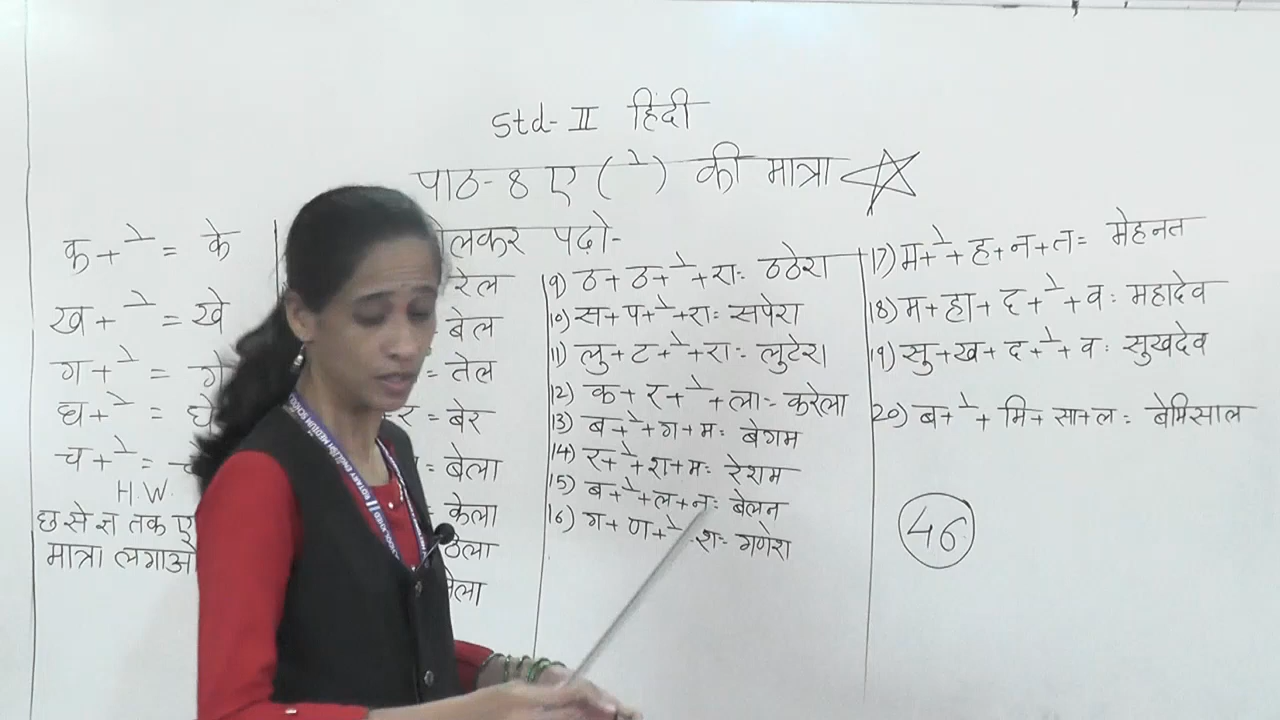 Std-II हिंदी
पाठ-8 ए ( े ) की मात्रा
लकर पढ़ो-
क + े = के
ख + े = खे
ग + े =
घ + े =
च + े =
H.W.
छ से ज्ञ तक ए
मात्रा लगाओ
रेल
बेल
= तेल
र = बेर
= बेला
- केला
ठेला
9) ठ + ठ + े + रा = ठठेरा
10) स + प + े + रा = सपेरा
11) लु + ट + े + रा = लुटेरा
12) क + र + े + ला = करेला
13) ब + े + ग + म = बेगम
14) र + े + श + म = रेशम
15) ब + े + ल + न = बेलन
16) ग + ण + े श = गणेश
17) म + े + ह + न + त = मेहनत
18) म + हा + द + े + व = महादेव
19) सु + ख + द + े + व = सुखदेव
20) ब + े + मि + सा + ल = बेमिसाल
46